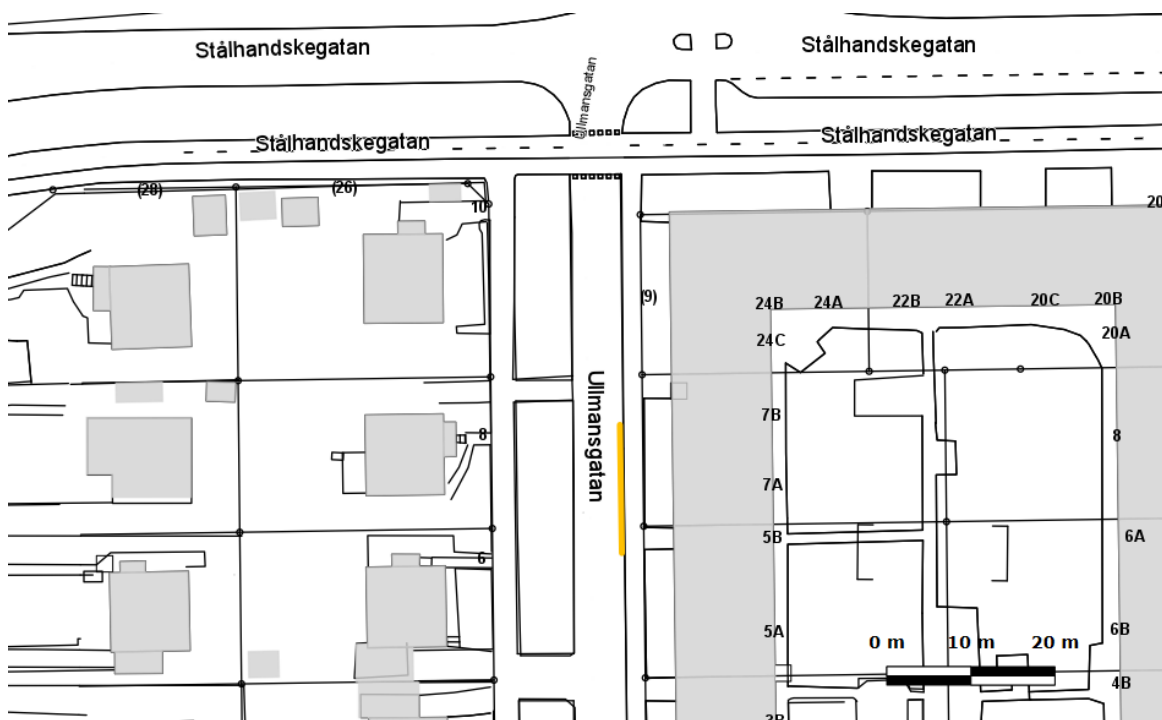 Stålhandskegatan
Stålhandskegatan
Ullmansgatan
Stålhandskegatan
Stålhandskegatan
(28)
(26)
10
20
(9)
24B
24A
22B
22A
20C
20B
24C
20A
Ullmansgatan
7B
8
8
7A
5B
6A
6
5A
6B
0 m
10 m
20 m
4B
3B